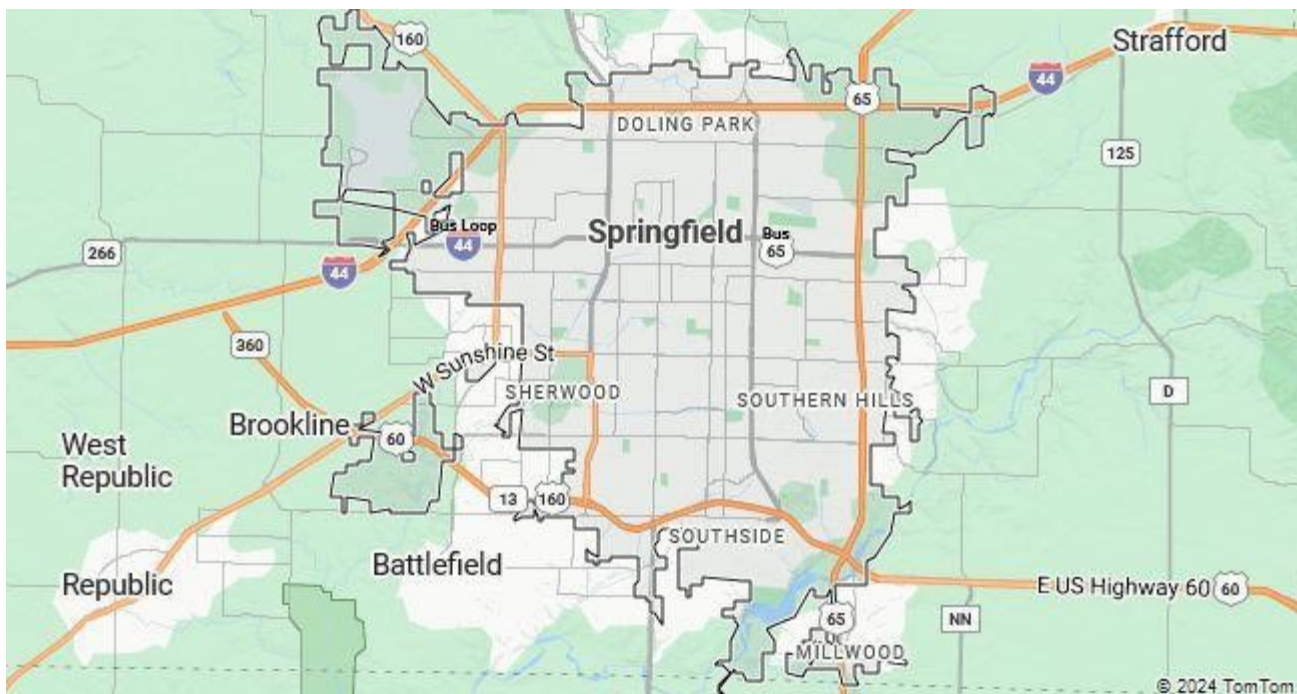 160
Strafford
44
65
DOLING PARK
125
Bus Loop
44
Springfield
Bus
65
266
44
360
W Sunshine St
SHERWOOD
SOUTHERN HILLS
D
Brookline
60
West
Republic
13
160
SOUTHSIDE
Battlefield
Republic
E US Highway 60
60
65
NN
MILLWOOD
© 2024 TomTom